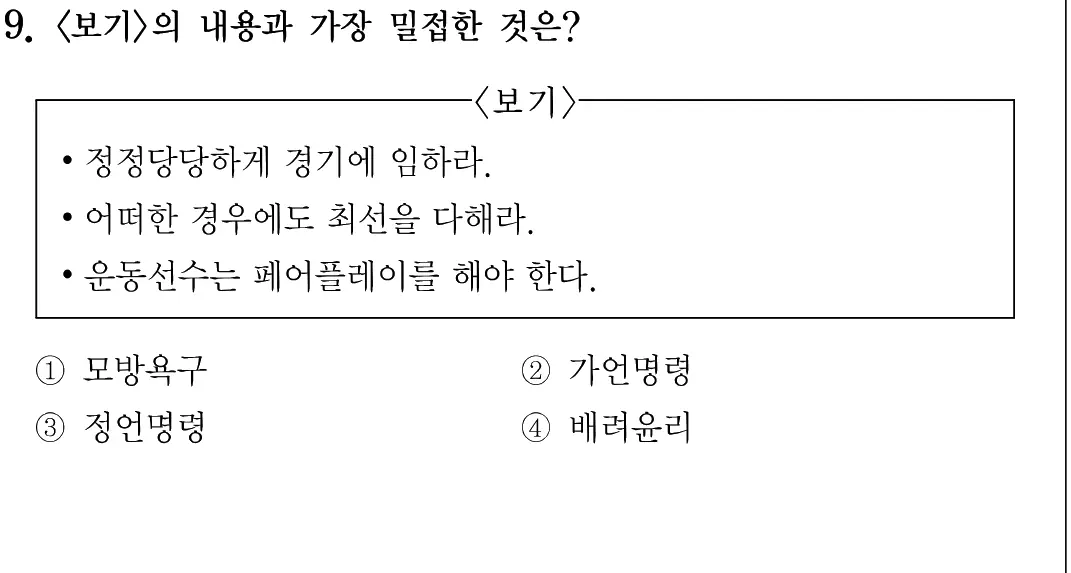 9. 〈보기〉의 내용과 가장 밀접한 것은?
〈보기〉
• 정정당당하게 경기에 임하라.
• 어떠한 경우에도 최선을 다해라.
• 운동선수는 페어플레이를 해야 한다.
① 모방욕구 ② 가언명령
③ 정언명령 ④ 배려윤리